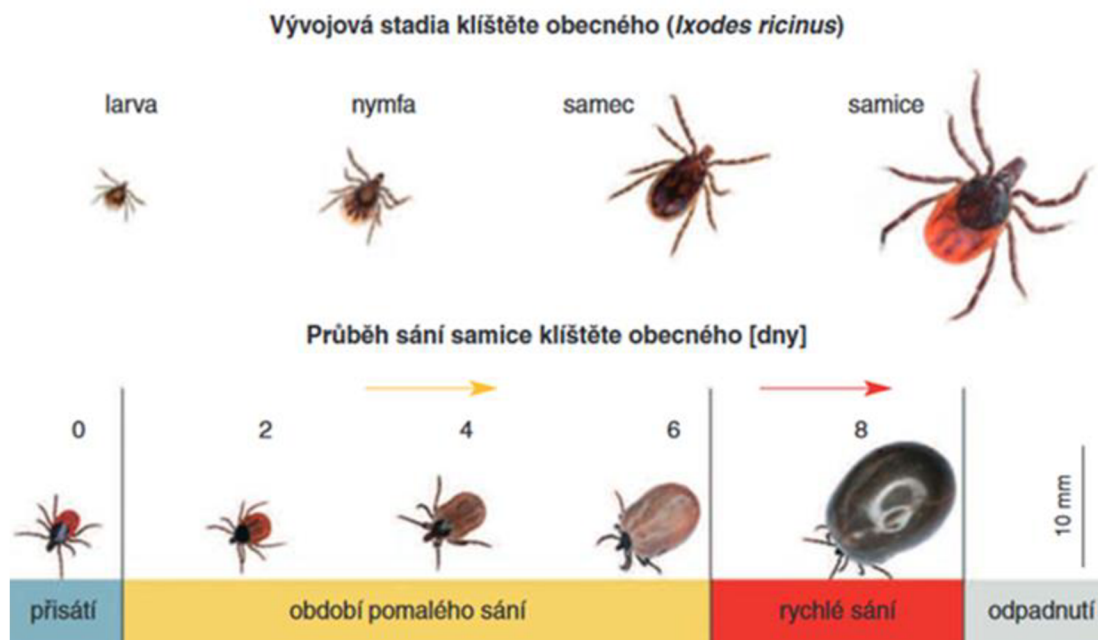 Vývojová stadia klíštěte obecného (Ixodes ricinus)
larva nymfa samec samice
Průběh sání samice klíštěte obecného [dny]
0 2 4 6 8
10 mm
přisátí období pomalého sání rychlé sání odpadnutí